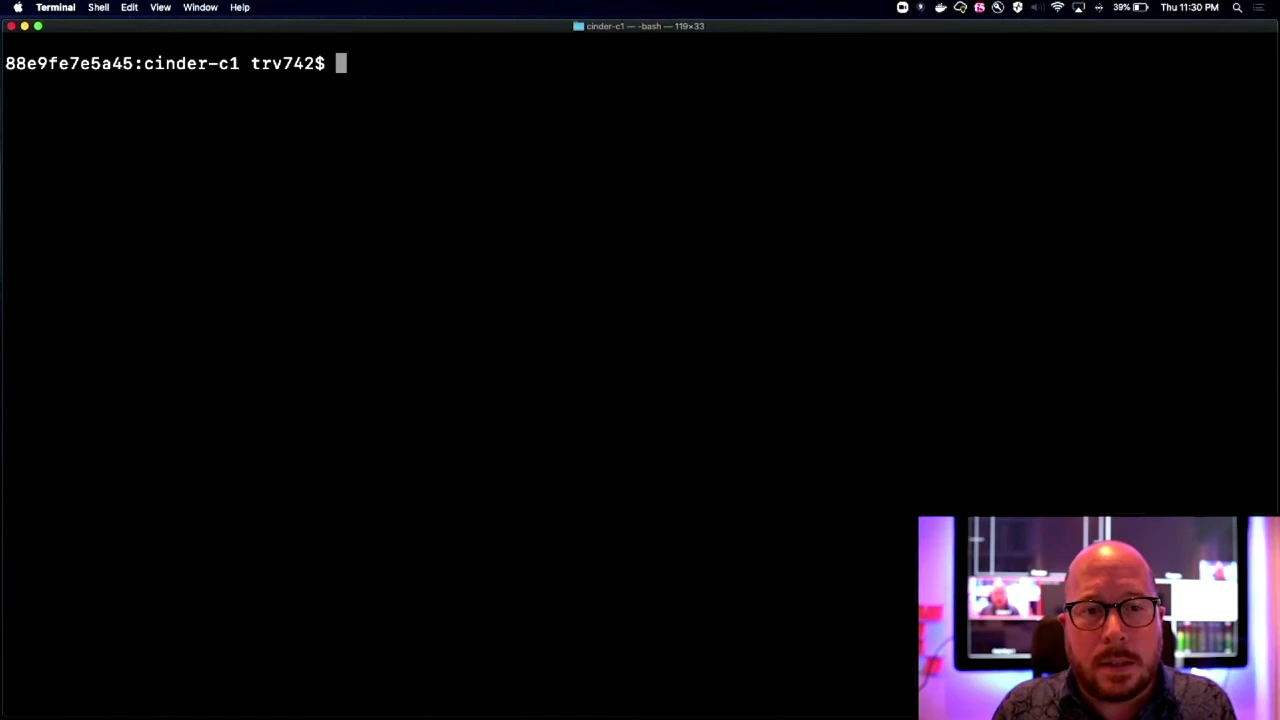 Terminal Shell Edit View Window Help 39% Thu 11:30 PM
cinder-c1 — -bash — 119×33
88e9fe7e5a45:cinder-c1 trv742$